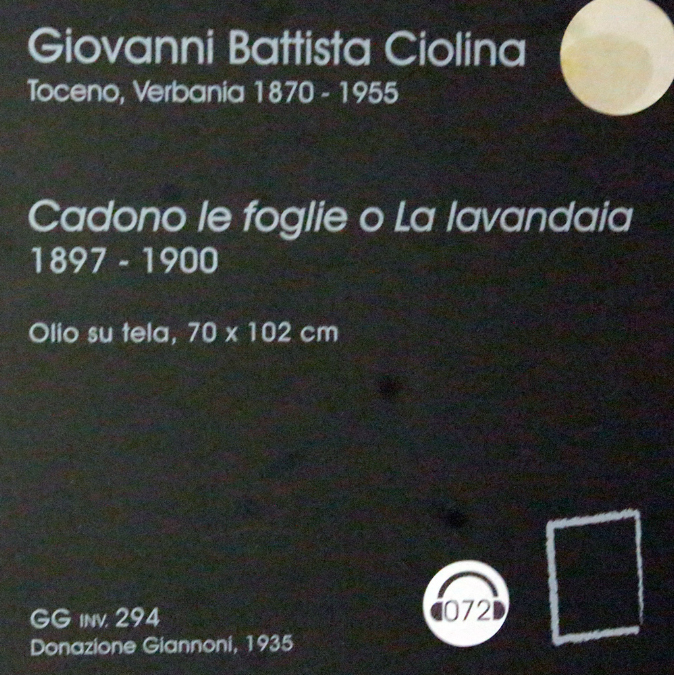 Giovanni Battista Ciolina
Toceno, Verbania 1870 - 1955
Cadono le foglie o La lavandaia
1897 - 1900
Olio su tela, 70 x 102 cm
072
GG INV. 294
Donazione Giannoni, 1935